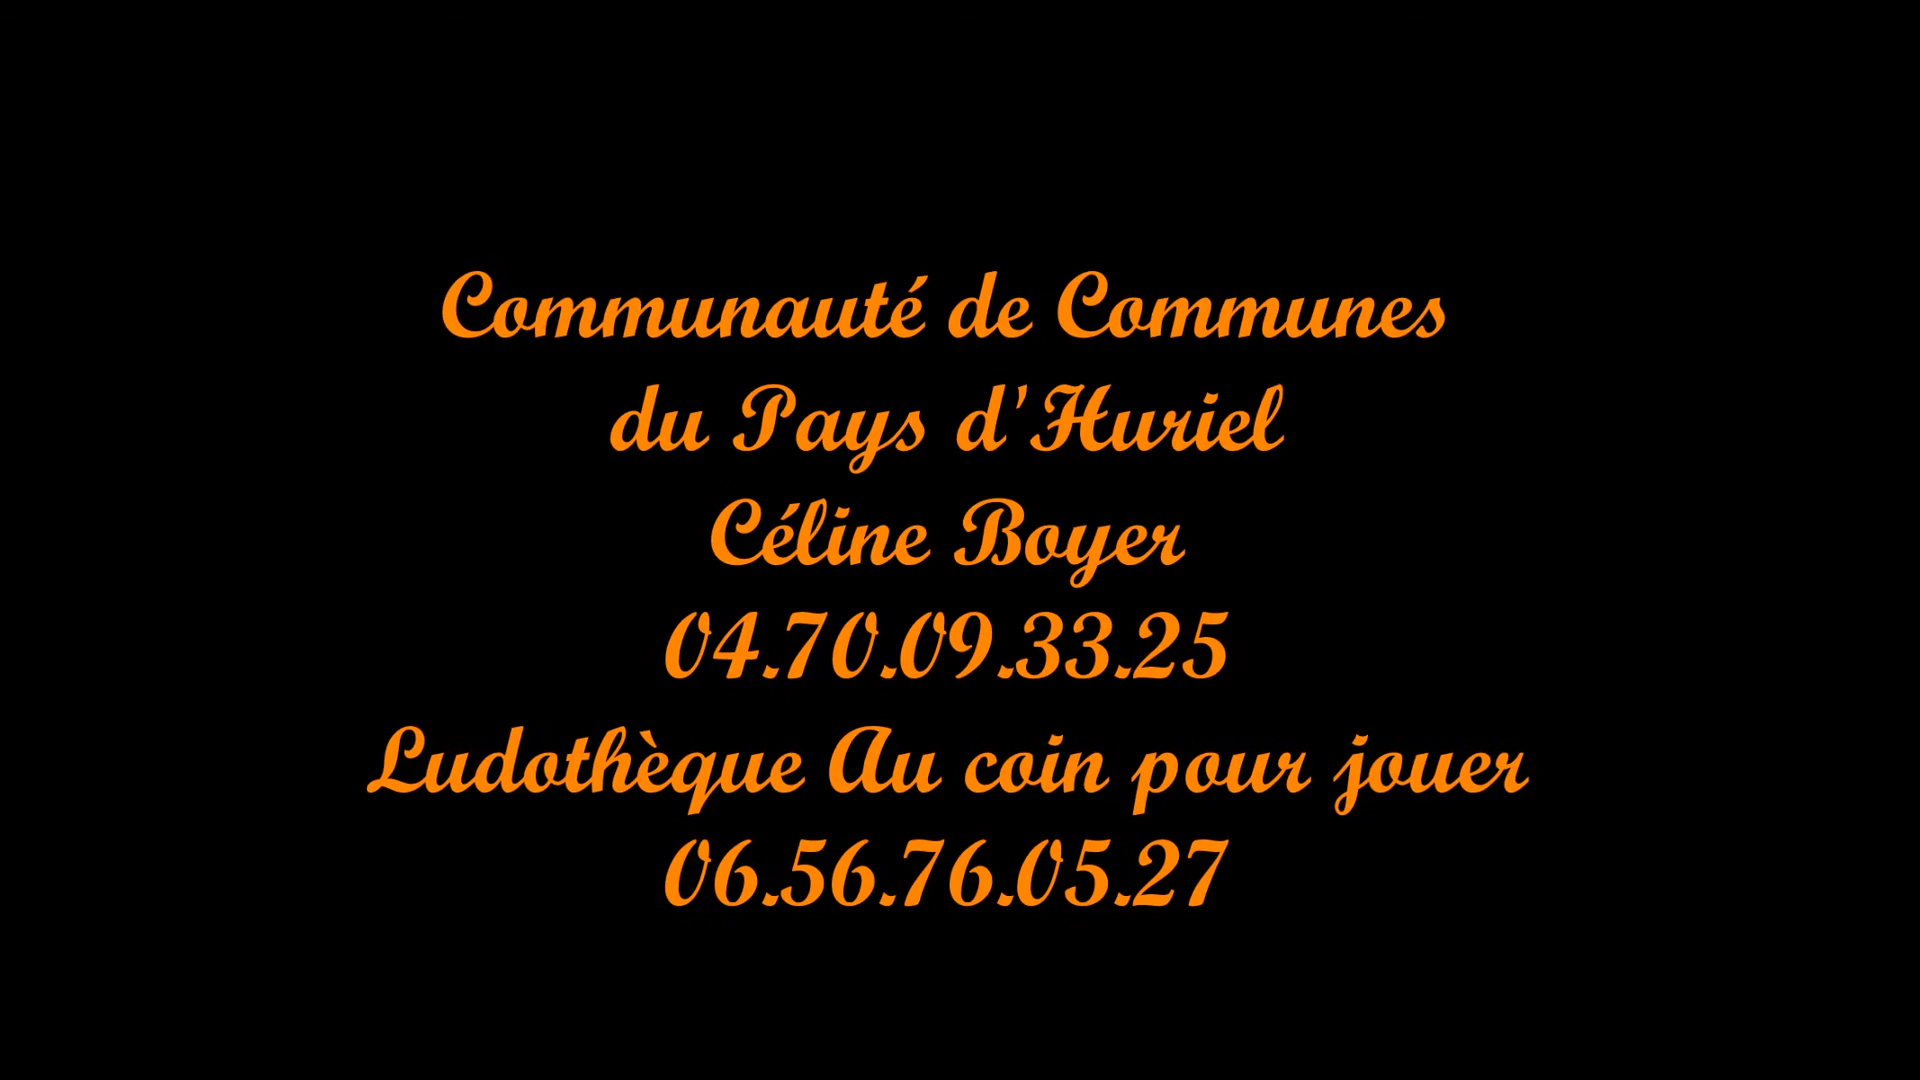 Communauté de Communes
du Pays d'Huriel
Céline Boyer
04.70.09.33.25
Ludothèque Au coin pour jouer
06.56.76.05.27